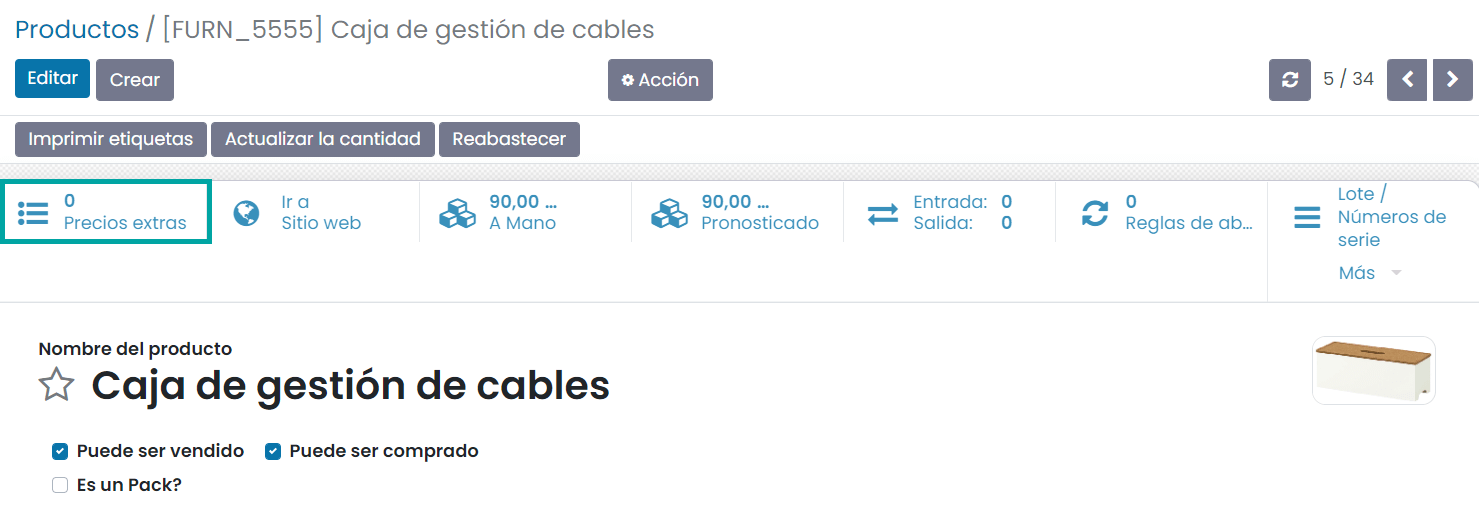 Productos / [FURN_5555] Caja de gestión de cables
Editar Crear Acción 5 / 34
Imprimir etiquetas Actualizar la cantidad Reabastecer
0
Precios extras
Ir a
Sitio web
90,00 ...
A Mano
90,00 ...
Pronosticado
Entrada: 0
Salida: 0
0
Reglas de ab...
Lote /
Números de
serie
Más
Nombre del producto
Caja de gestión de cables
Puede ser vendido Puede ser comprado
Es un Pack?